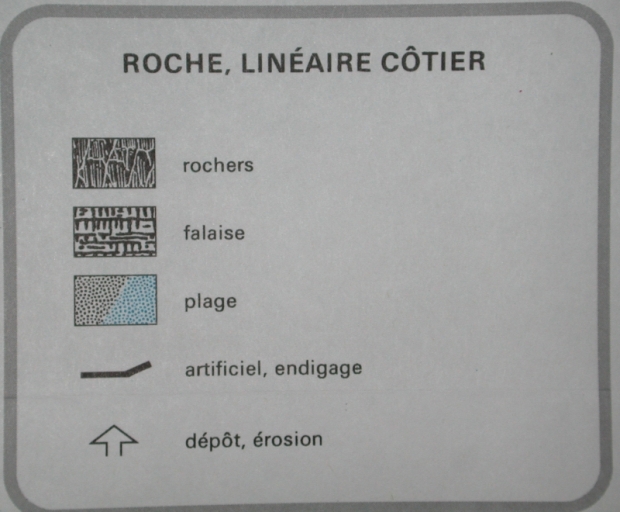 ROCHE, LINÉAIRE CÔTIER
rochers
falaise
plage
artificiel, endigage
dépôt, érosion